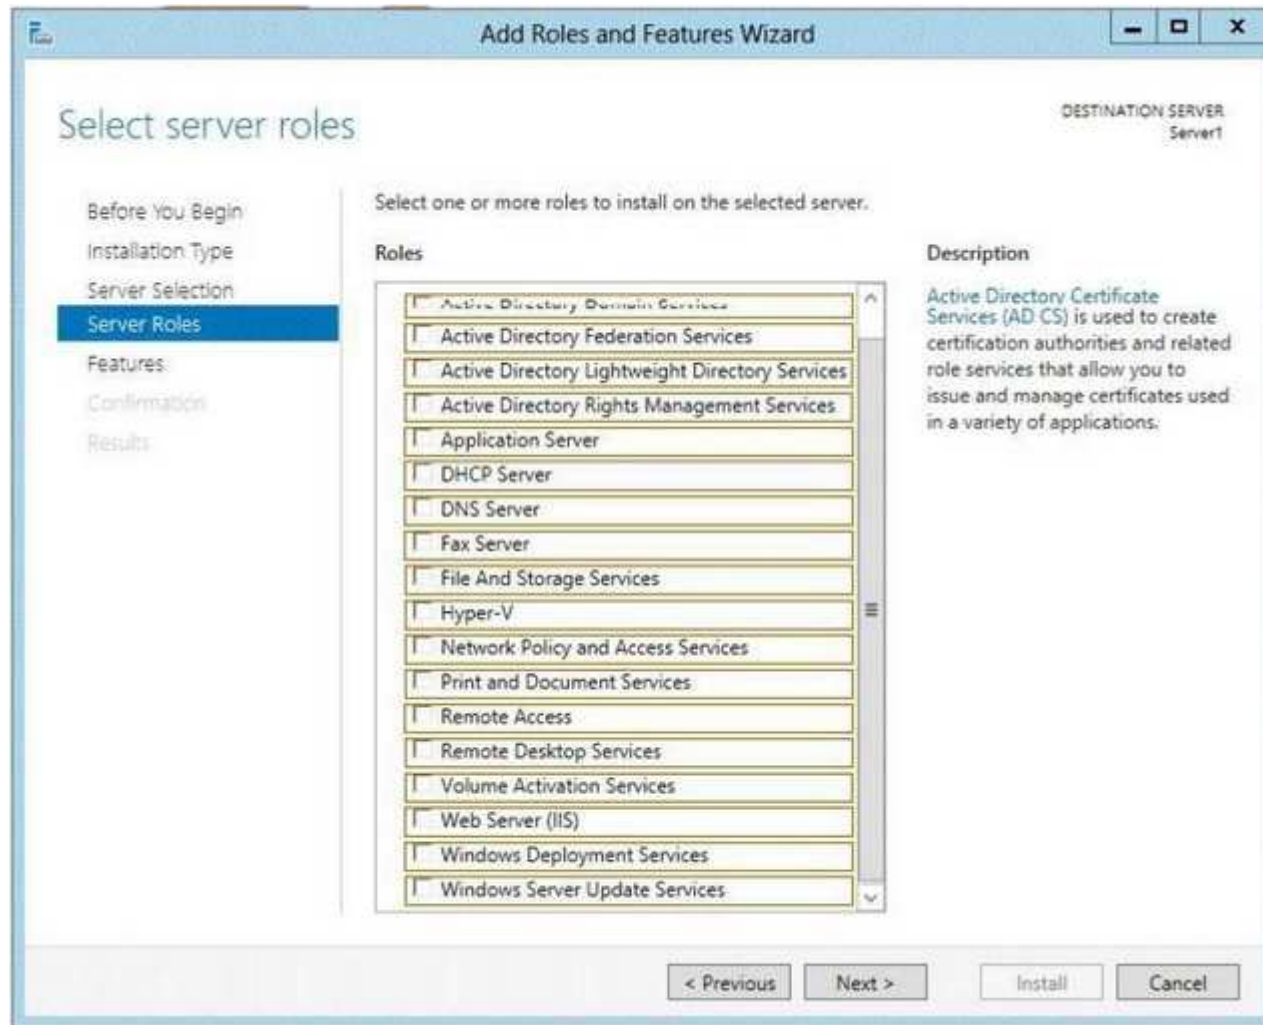 Add Roles and Features Wizard
Select server roles
DESTINATION SERVER
Server1
Before You Begin
Installation Type
Server Selection
Server Roles
Features
Confirmation
Results
Select one or more roles to install on the selected server.
Roles
Active Directory Domain Services
Active Directory Federation Services
Active Directory Lightweight Directory Services
Active Directory Rights Management Services
Application Server
DHCP Server
DNS Server
Fax Server
File And Storage Services
Hyper-V
Network Policy and Access Services
Print and Document Services
Remote Access
Remote Desktop Services
Volume Activation Services
Web Server (IIS)
Windows Deployment Services
Windows Server Update Services
Description
Active Directory Certificate
Services (AD CS) is used to create
certification authorities and related
role services that allow you to
issue and manage certificates used
in a variety of applications.
< Previous
Next >
Install
Cancel